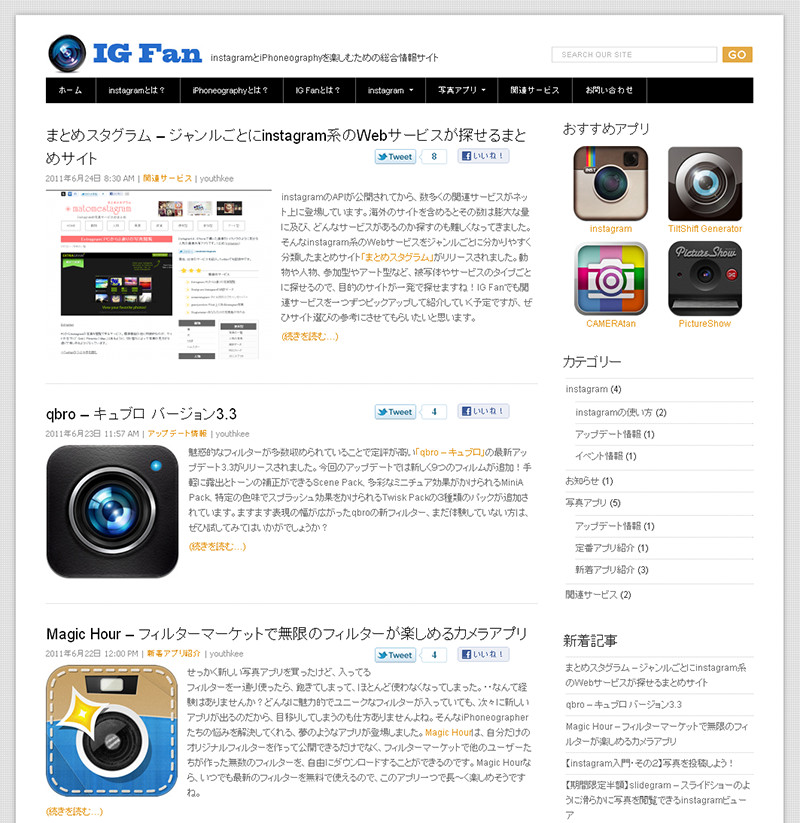 IG Fan
instagramとiPhoneographyを楽しむための総合情報サイト
SEARCH OUR SITE
GO
ホーム
instagramとは?
iPhoneographyとは?
IG Fanとは?
instagram
写真アプリ
関連サービス
お問い合わせ
まとめスタグラム – ジャンルごとにinstagram系のWebサービスが探せるまと
めサイト
Tweet
8
いいね!
2011年6月24日 8:30 AM | 関連サービス | youthkee
matomestagram
instagramのAPIが公開されてから、数多くの関連サービスがネッ
ト上に登場しています。海外のサイトを含めるとその数は膨大な量
に及び、どんなサービスがあるのか探すのも難しくなってきました。
そんなinstagram系のWebサービスをジャンルごとに分かりやすく
分類したまとめサイト「まとめスタグラム」がリリースされました。動
物や人物、参加型やアート型など、被写体やサービスのタイプごと
に探せるので、目的のサイトが一発で探せますね!IG Fanでも関
連サービスを一つずつピックアップして紹介していく予定ですが、ぜ
ひサイト選びの参考にさせてもらいたいと思います。
(続きを読む…)
qbro – キュブロ バージョン3.3
Tweet
4
いいね!
2011年6月23日 11:57 AM | アップデート情報 | youthkee
魅惑的なフィルターが多数収められていることで定評が高い「qbro – キュブロ」の最新アッ
プデート3.3がリリースされました。今回のアップデートでは新しく9つのフィルムが追加!手
軽に露出とトーンの補正ができるScene Pack、多彩なミニチュア効果がかけられるMiniA
Pack、特定の色味でスプラッシュ効果をかけられるTwisk Packの3種類のパックが追加さ
れています。ますます表現の幅が広がったqbroの新フィルター、まだ体験していない方は、
ぜひ試してみてはいかがでしょうか?
(続きを読む…)
Magic Hour – フィルターマーケットで無限のフィルターが楽しめるカメラアプリ
Tweet
4
いいね!
2011年6月22日 12:00 PM | 新着アプリ紹介 | youthkee
せっかく新しい写真アプリを買ったけど、入ってる
フィルターを一通り使ったら、飽きてしまって、ほとんど使わなくなってしまった。・・なんて経
験はありませんか?どんなに魅力的でユニークなフィルターが入っていても、次々に新しい
アプリが出るのだから、目移りしてしまうのも仕方ありませんよね。そんなiPhoneographer
たちの悩みを解決してくれる、夢のようなアプリが登場しました。Magic Hourは、自分だけの
オリジナルフィルターを作って公開できるだけでなく、フィルターマーケットで他のユーザーた
ちが作った無数のフィルターを、自由にダウンロードすることができるのです。Magic Hourな
ら、いつでも最新のフィルターを無料で使えるので、このアプリ一つで長～く楽しめそうです
ね。
(続きを読む…)
おすすめアプリ
instagram
TiltShift Generator
CAMERAtan
PictureShow
カテゴリー
instagram (4)
instagramの使い方 (2)
アップデート情報 (1)
イベント情報 (1)
お知らせ (1)
写真アプリ (5)
アップデート情報 (1)
定番アプリ紹介 (1)
新着アプリ紹介 (3)
関連サービス (2)
新着記事
まとめスタグラム – ジャンルごとにinstagram系
のWebサービスが探せるまとめサイト
qbro – キュブロ バージョン3.3
Magic Hour – フィルターマーケットで無限のフィ
ルターが楽しめるカメラアプリ
【instagram入門・その2】写真を投稿しよう!
【期間限定半額】slidegram – スライドショーのよ
うに滑らかに写真を閲覧できるinstagramビュー
ア